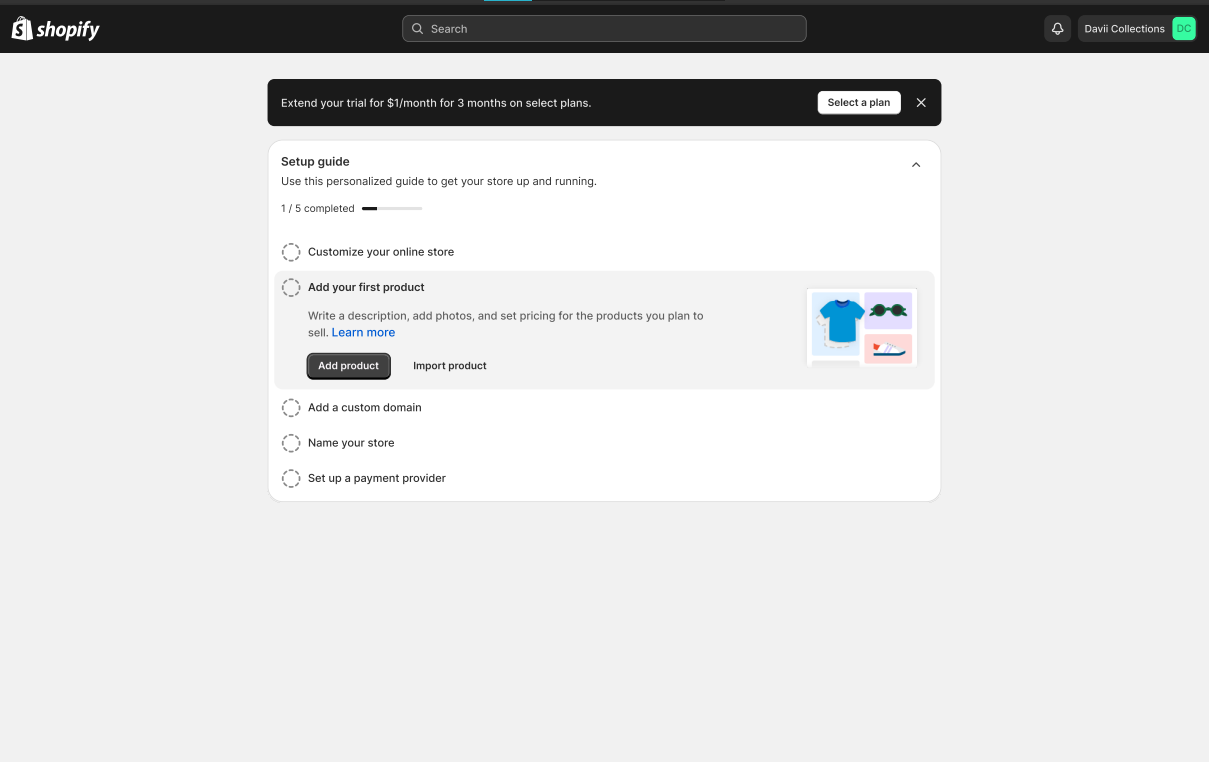 shopify
Search
Davii Collections
DC
Extend your trial for $1/month for 3 months on select plans.
Select a plan
Setup guide
Use this personalized guide to get your store up and running.
1 / 5 completed
Customize your online store
Add your first product
Write a description, add photos, and set pricing for the products you plan to
sell. Learn more
Add product
Import product
Add a custom domain
Name your store
Set up a payment provider